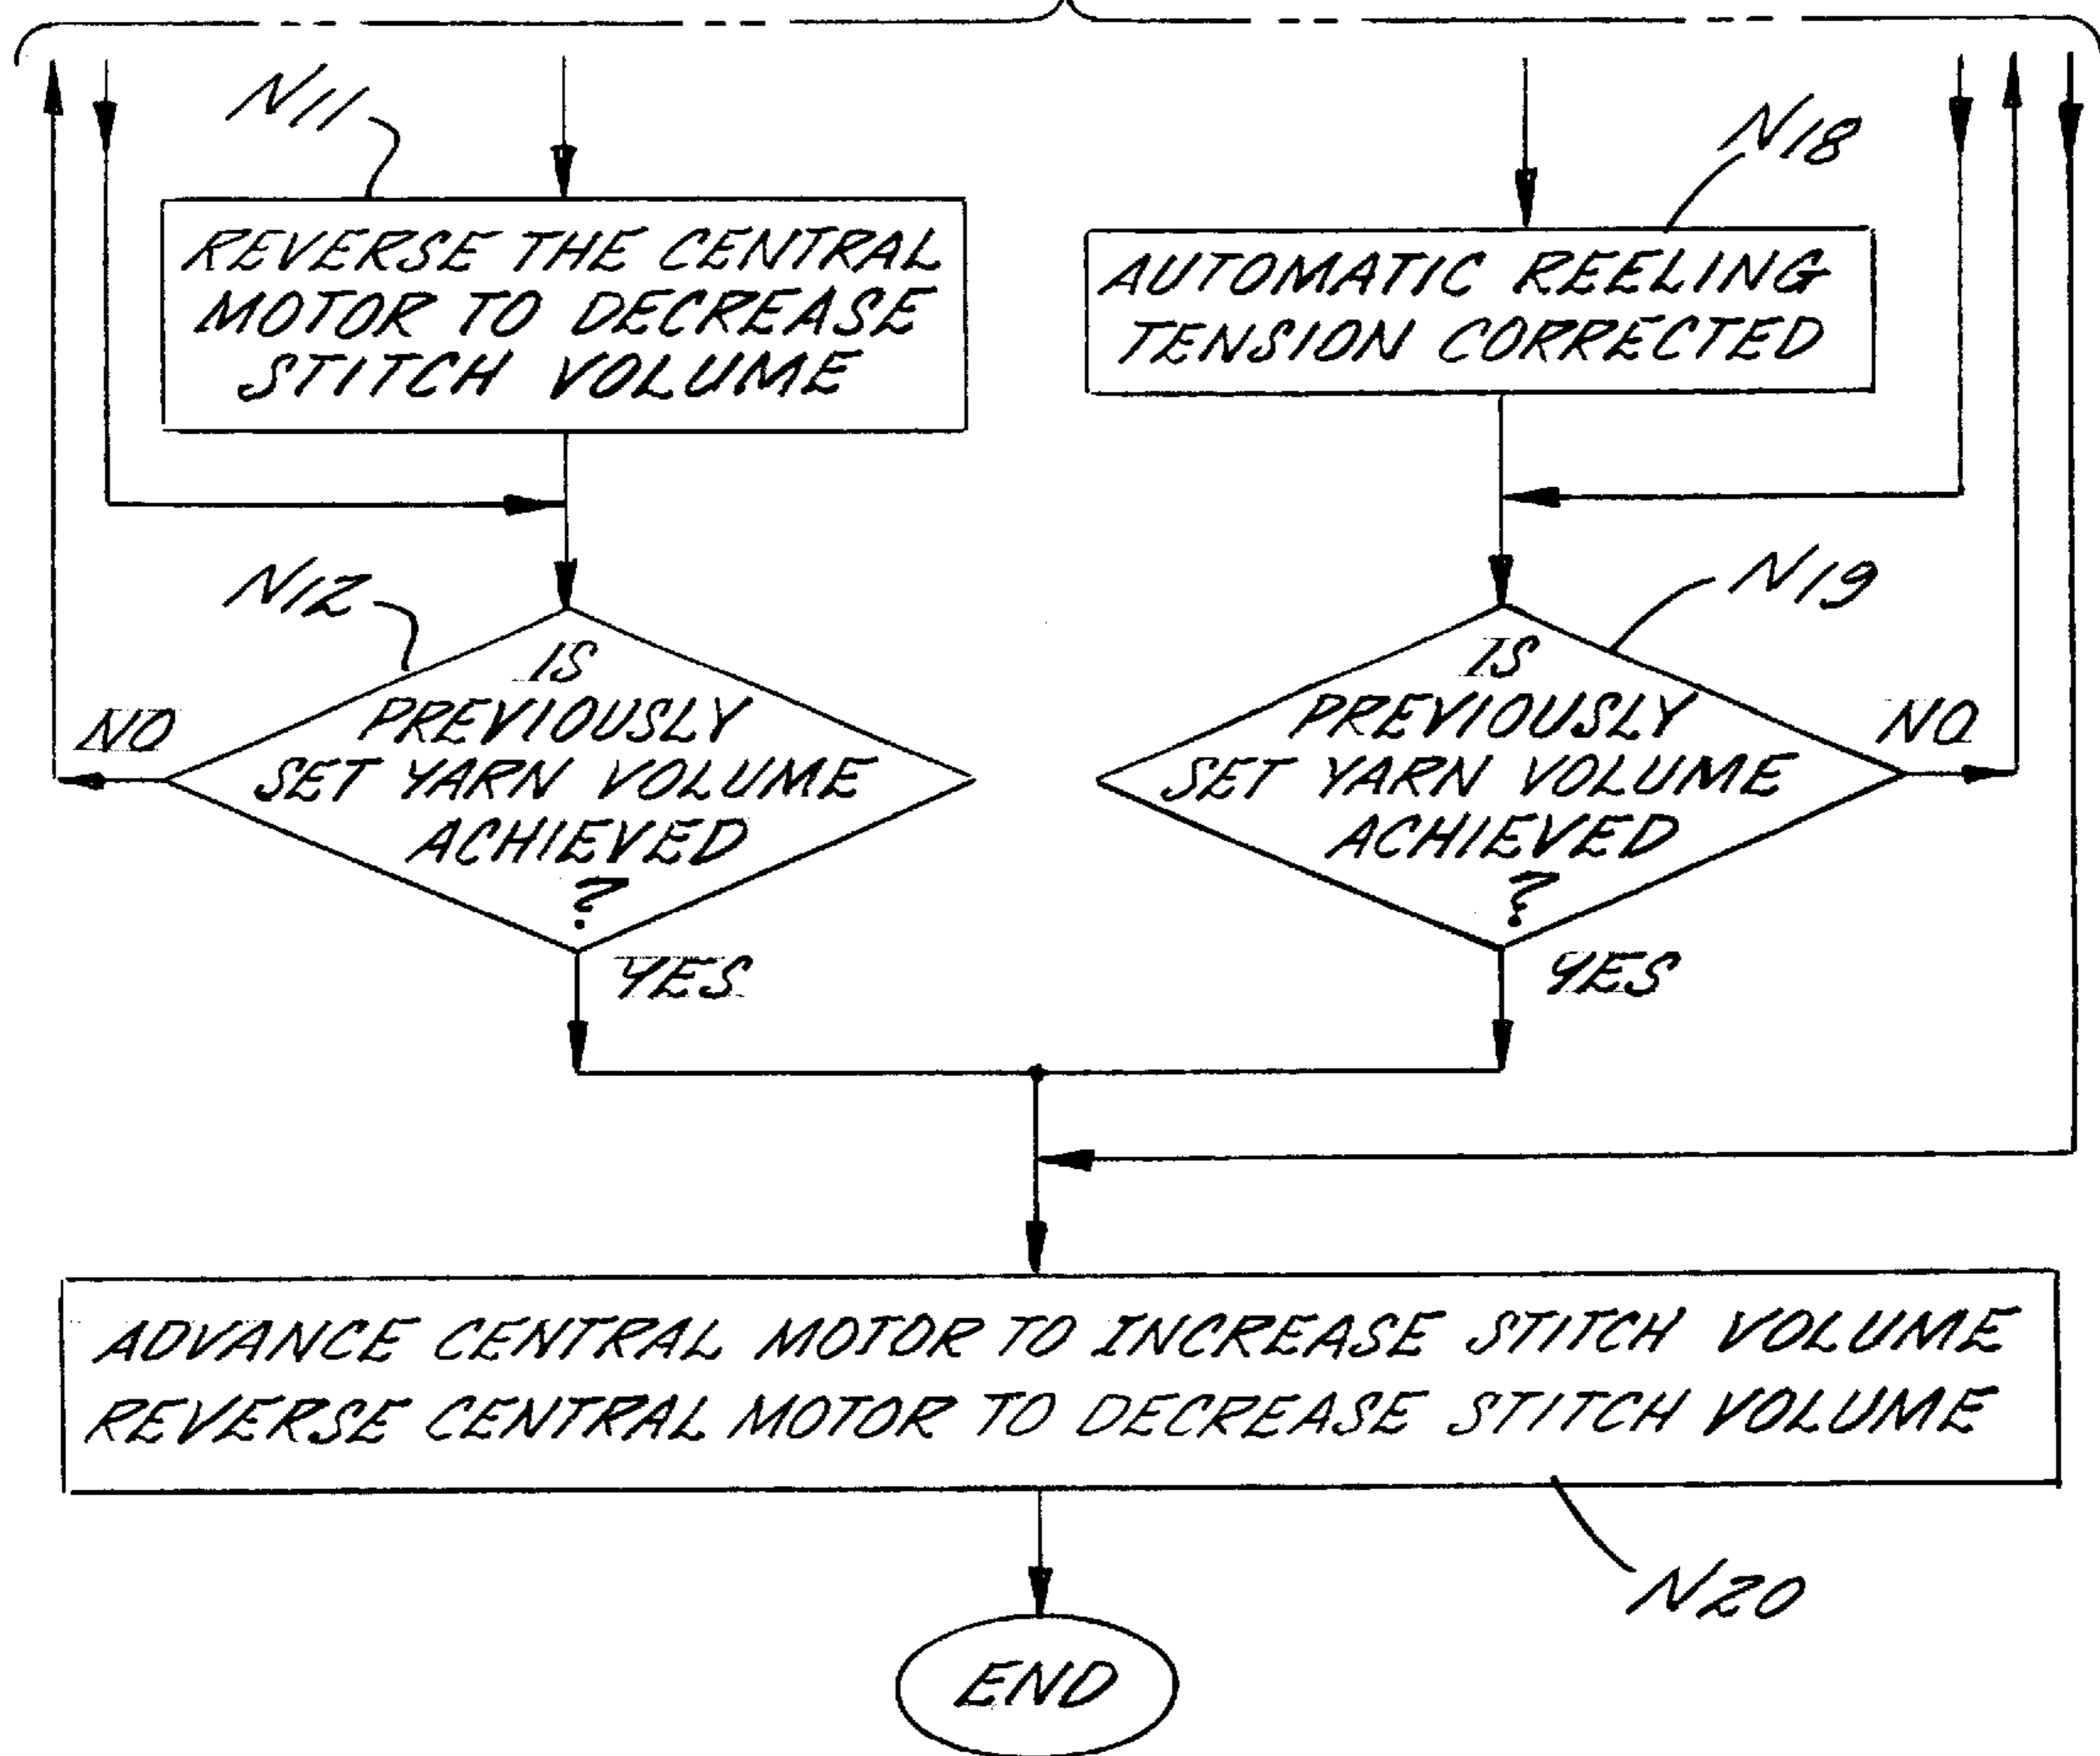 N11
REVERSE THE CENTRAL
MOTOR TO DECREASE
STITCH VOLUME
N18
AUTOMATIC REELING
TENSION CORRECTED
N12
IS
PREVIOUSLY
SET YARN VOLUME
ACHIEVED
?
NO
YES
N19
IS
PREVIOUSLY
SET YARN VOLUME
ACHIEVED
?
NO
YES
ADVANCE CENTRAL MOTOR TO INCREASE STITCH VOLUME
REVERSE CENTRAL MOTOR TO DECREASE STITCH VOLUME
N20
END